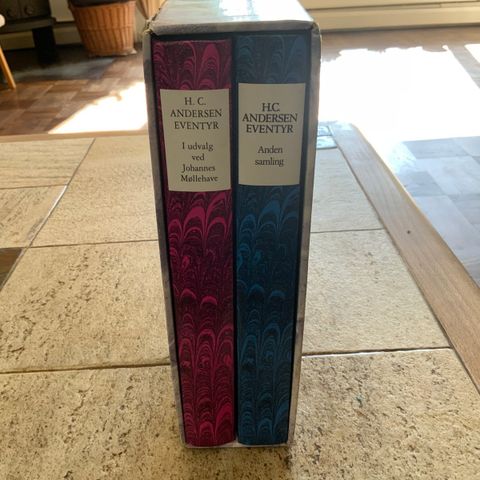 H. C.
ANDERSEN
EVENTYR
I udvalg
ved
Johannes
Møllehave
H.C.
ANDERSEN
EVENTYR
Anden
samling